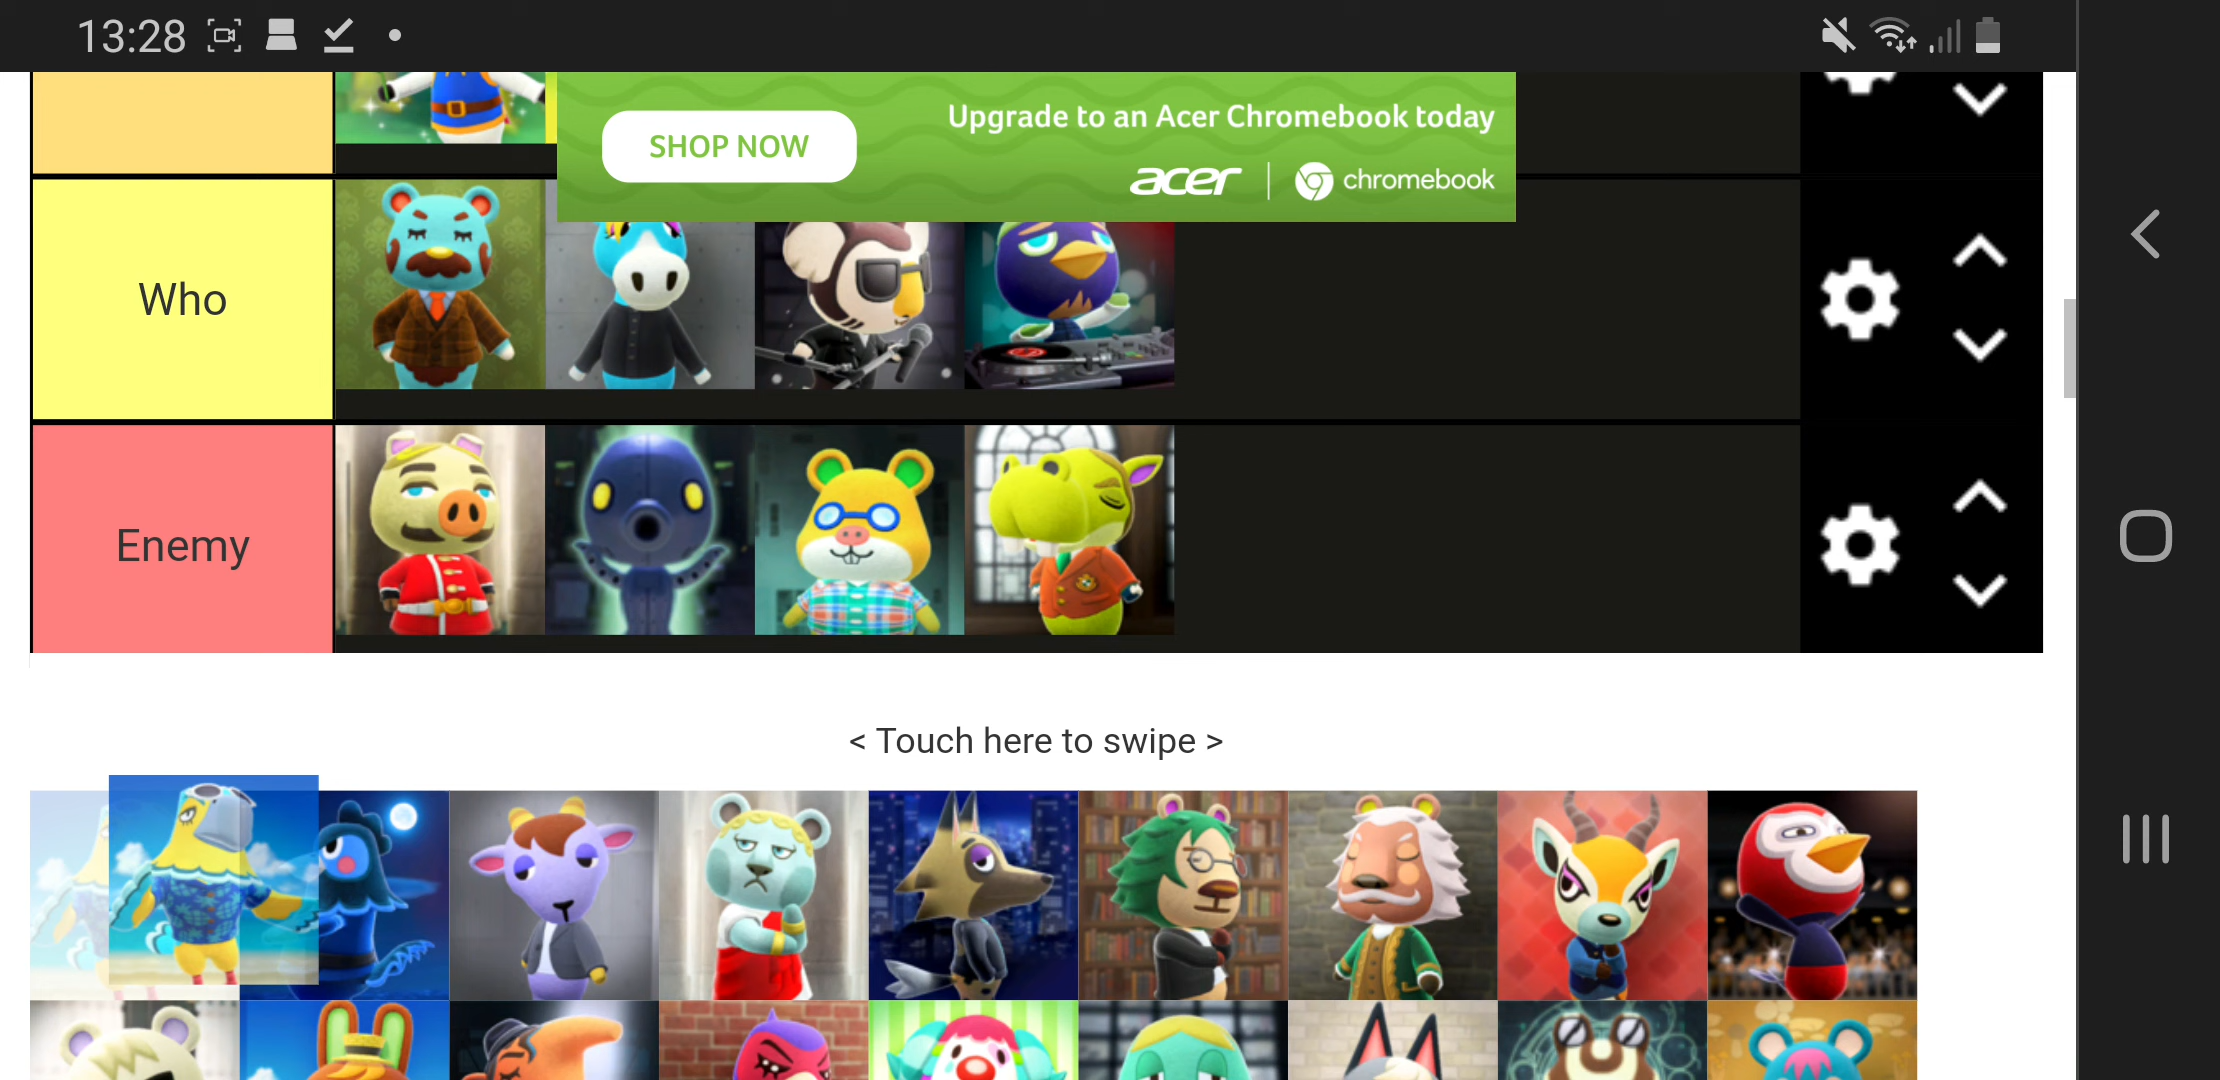 13:28
SHOP NOW
Upgrade to an Acer Chromebook today
acer | chromebook
Who
Enemy
< Touch here to swipe >